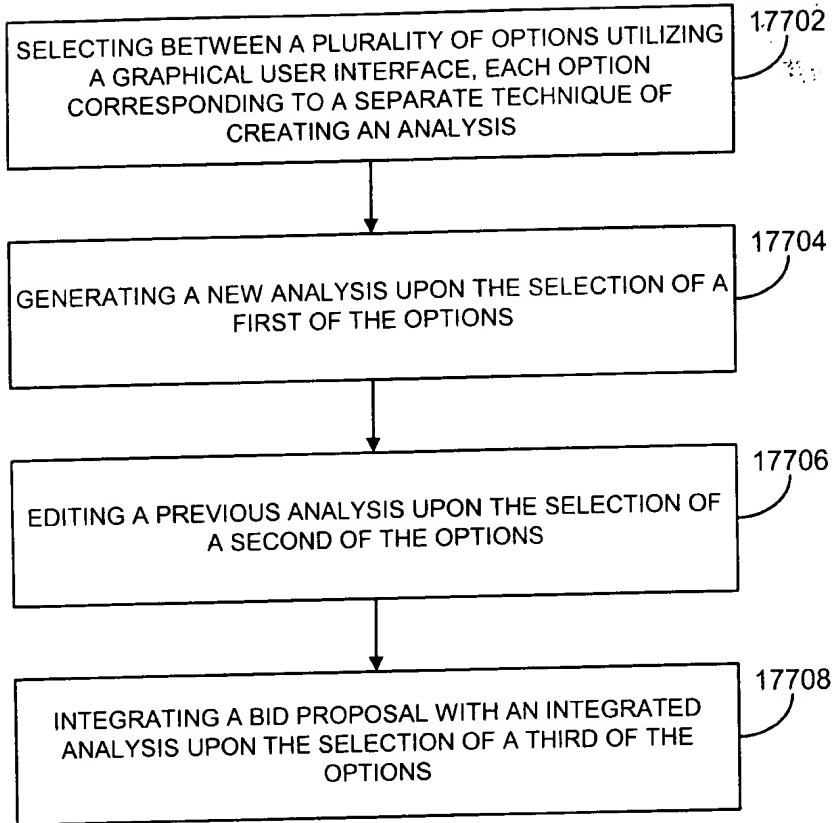 SELECTING BETWEEN A PLURALITY OF OPTIONS UTILIZING
A GRAPHICAL USER INTERFACE, EACH OPTION
CORRESPONDING TO A SEPARATE TECHNIQUE OF
CREATING AN ANALYSIS
17702
GENERATING A NEW ANALYSIS UPON THE SELECTION OF A
FIRST OF THE OPTIONS
17704
EDITING A PREVIOUS ANALYSIS UPON THE SELECTION OF
A SECOND OF THE OPTIONS
17706
INTEGRATING A BID PROPOSAL WITH AN INTEGRATED
ANALYSIS UPON THE SELECTION OF A THIRD OF THE
OPTIONS
17708